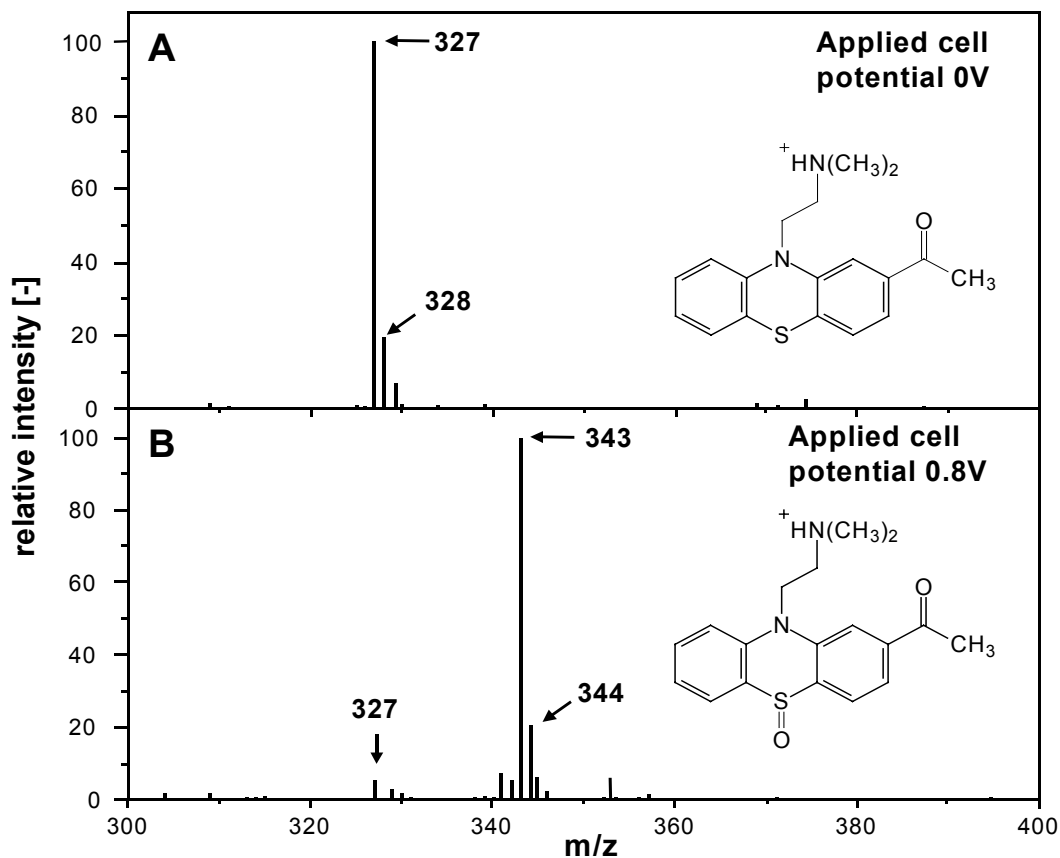 A
327
Applied cell
potential 0V
100
80
60
40
20
0
328
+
HN(CH₃)₂
O
N
CH₃
S
relative intensity [-]
B
343
Applied cell
potential 0.8V
100
80
60
40
20
0
327
344
+
HN(CH₃)₂
O
N
CH₃
S
O
300 320 340 360 380 400
m/z